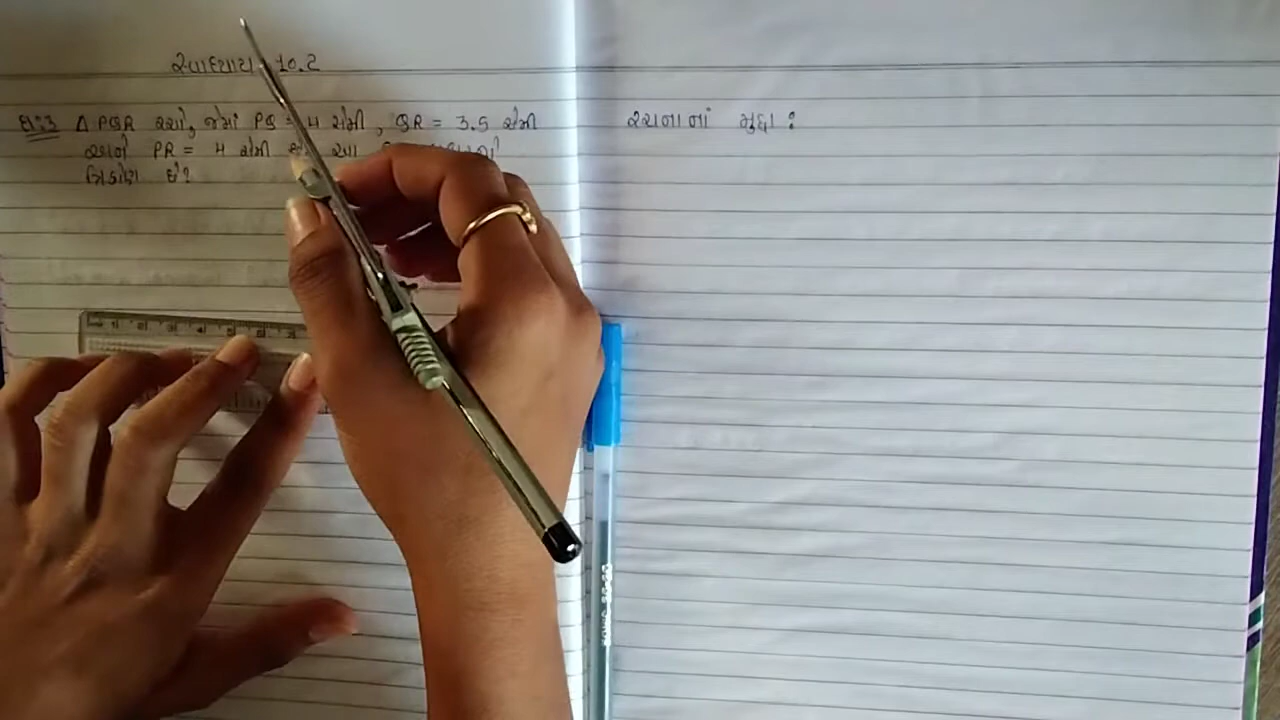 સ્વાધ્યાય 10.2
દા:3 Δ PQR રચો, જેમાં PQ = 4 સેમી, QR = 3.5 સેમી
અને PR = 4 સેમી
ત્રિકોણ છે?
રચનાનાં મુદ્દા :